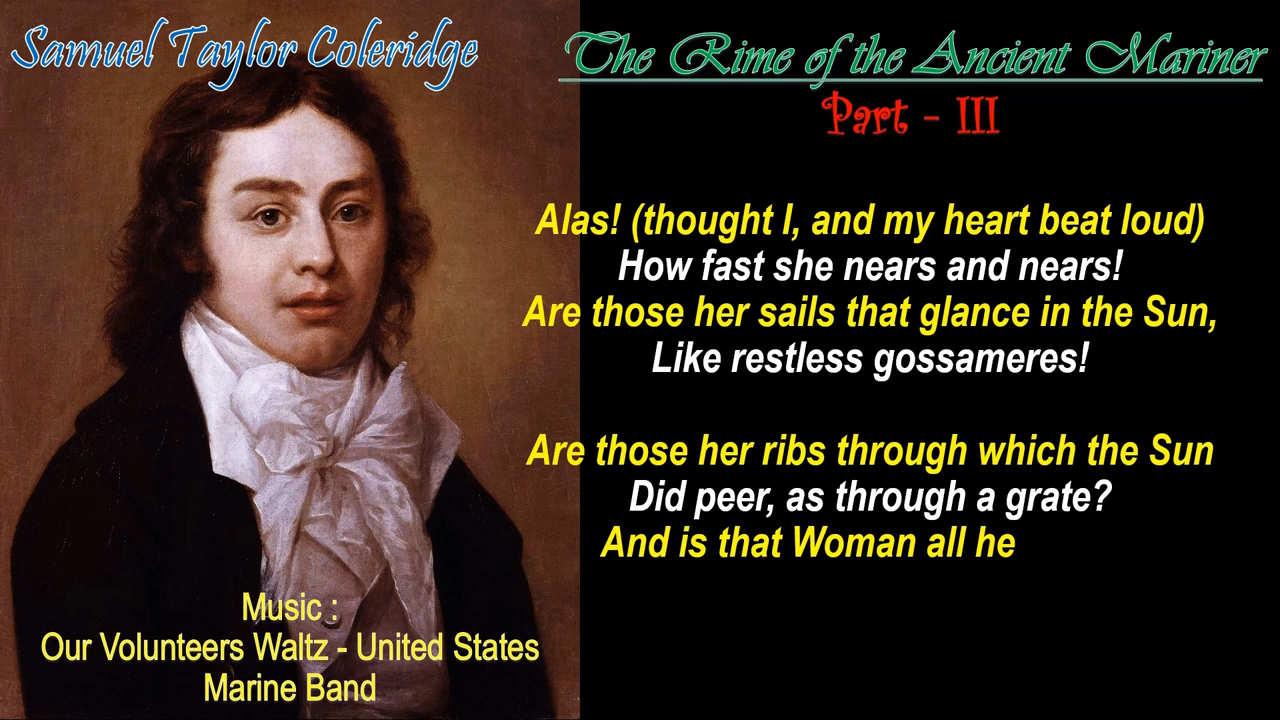 Samuel Taylor Coleridge
The Rime of the Ancient Mariner
Part - III
Alas! (thought I, and my heart beat loud)
How fast she nears and nears!
Are those her sails that glance in the Sun,
Like restless gossameres!
Are those her ribs through which the Sun
Did peer, as through a grate?
And is that Woman all he
Music :
Our Volunteers Waltz - United States
Marine Band